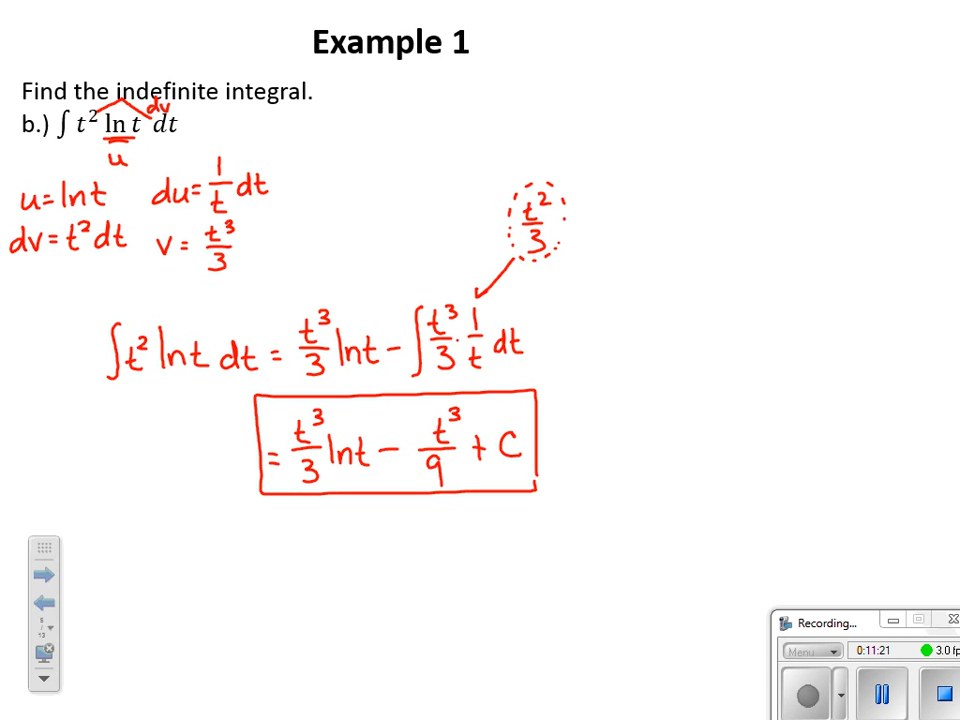 Example 1
Find the indefinite integral.
b.) ∫ t² ln t dt
dv
u
u = ln t du = 1/t dt
dv = t² dt v = t³/3
t²/3
∫ t² ln t dt = t³/3 ln t − ∫ t³/3 · 1/t dt
= t³/3 ln t − t³/9 + C
5
/
13
Recording...
Menu 0:11:21 3.0 fp